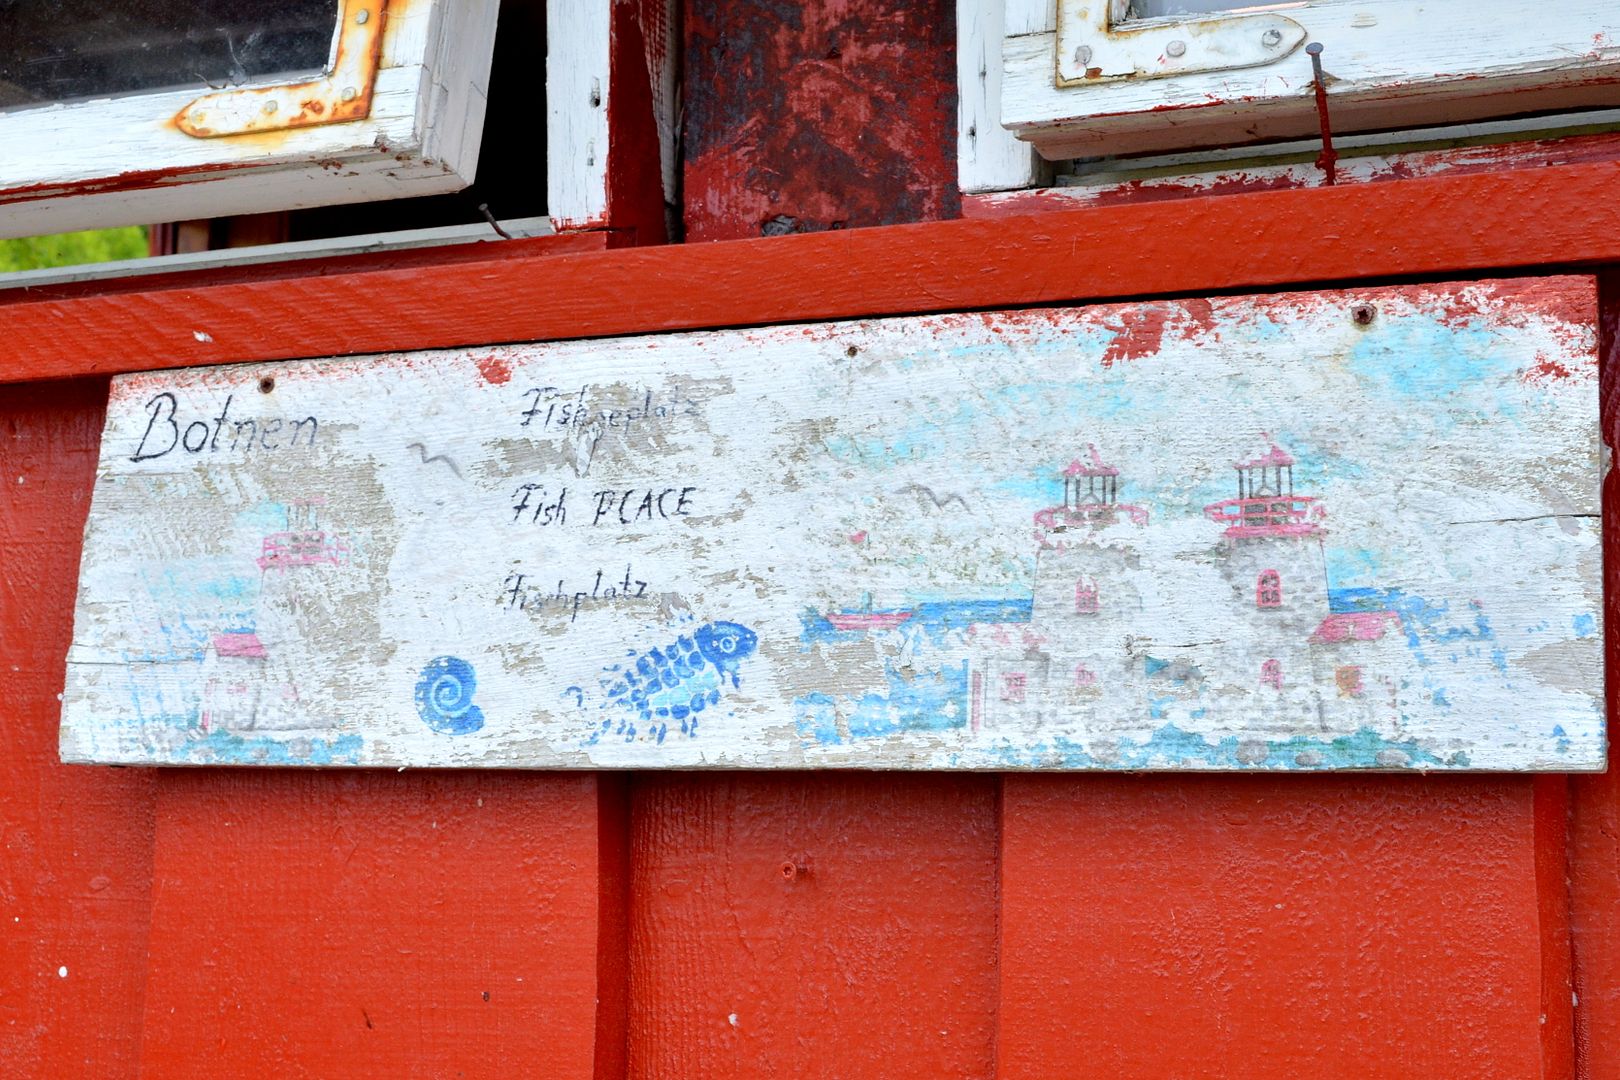 Botnen
Fiskeplatz
Fish PLACE
Fischplatz